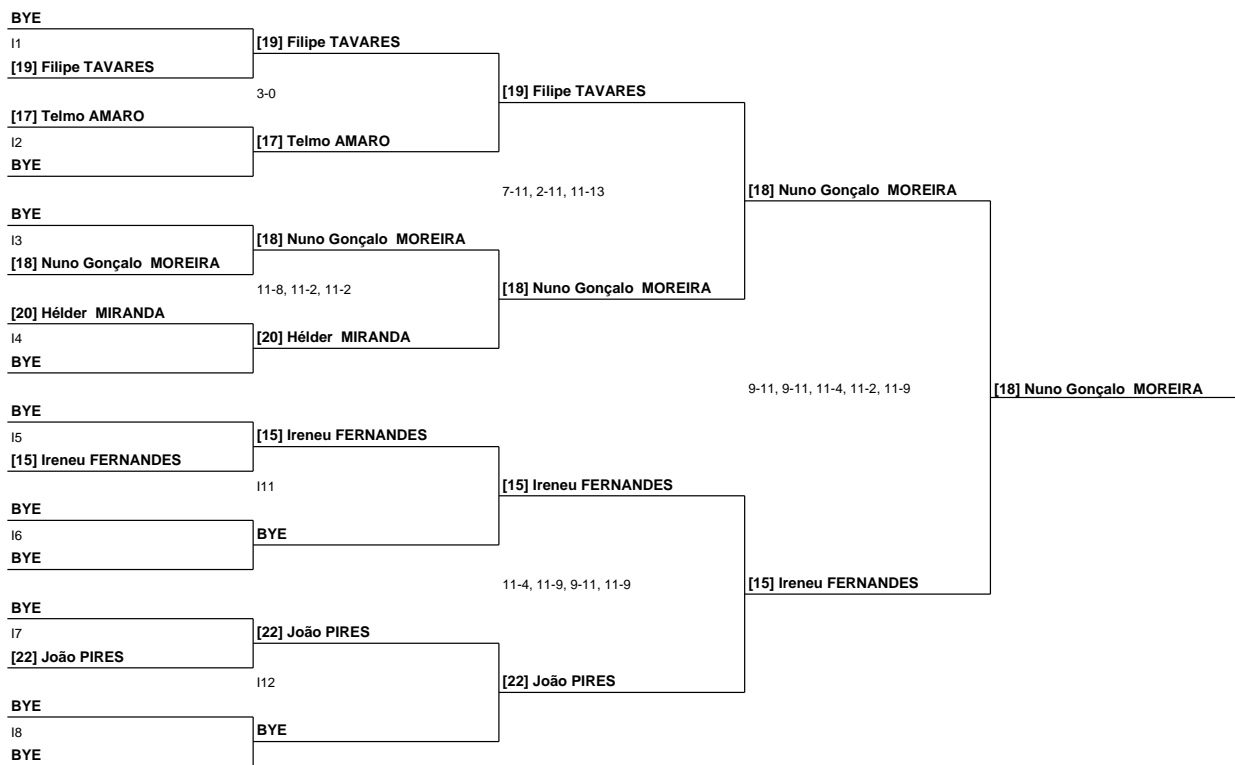 BYE
I1
[19] Filipe TAVARES
[19] Filipe TAVARES
3-0
[19] Filipe TAVARES
[17] Telmo AMARO
I2
[17] Telmo AMARO
BYE
7-11, 2-11, 11-13
[18] Nuno Gonçalo  MOREIRA
BYE
I3
[18] Nuno Gonçalo  MOREIRA
[18] Nuno Gonçalo  MOREIRA
11-8, 11-2, 11-2
[18] Nuno Gonçalo  MOREIRA
[20] Hélder  MIRANDA
I4
[20] Hélder  MIRANDA
BYE
9-11, 9-11, 11-4, 11-2, 11-9
[18] Nuno Gonçalo  MOREIRA
BYE
I5
[15] Ireneu FERNANDES
[15] Ireneu FERNANDES
I11
[15] Ireneu FERNANDES
BYE
I6
BYE
BYE
11-4, 11-9, 9-11, 11-9
[15] Ireneu FERNANDES
BYE
I7
[22] João PIRES
[22] João PIRES
I12
[22] João PIRES
BYE
I8
BYE
BYE